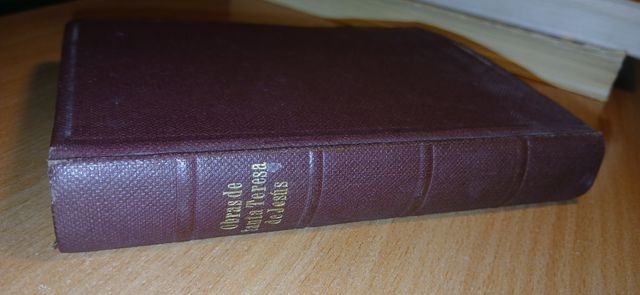 Obras de
Santa Teresa
de Jesús